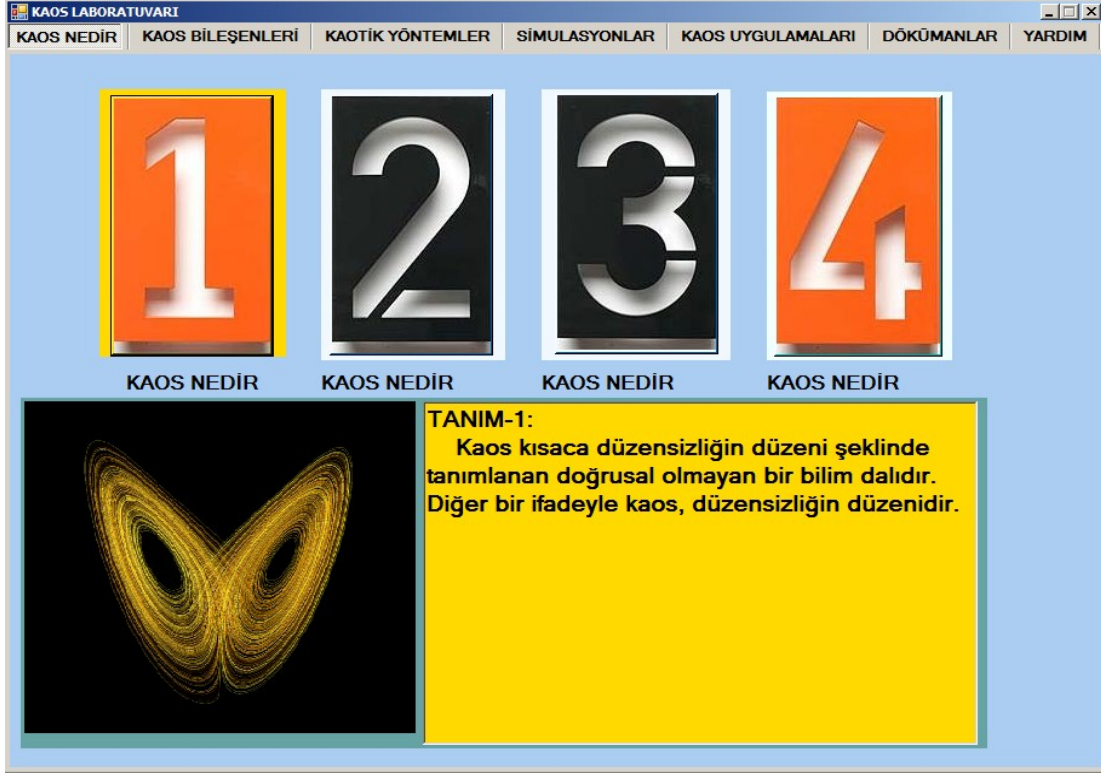 KAOS LABORATUVARI
KAOS NEDİR KAOS BİLEŞENLERİ KAOTİK YÖNTEMLER SİMULASYONLAR KAOS UYGULAMALARI DÖKÜMANLAR YARDIM
1 2 3 4
KAOS NEDİR KAOS NEDİR KAOS NEDİR KAOS NEDİR
TANIM-1:
Kaos kısaca düzensizliğin düzeni şeklinde
tanımlanan doğrusal olmayan bir bilim dalıdır.
Diğer bir ifadeyle kaos, düzensizliğin düzenidir.